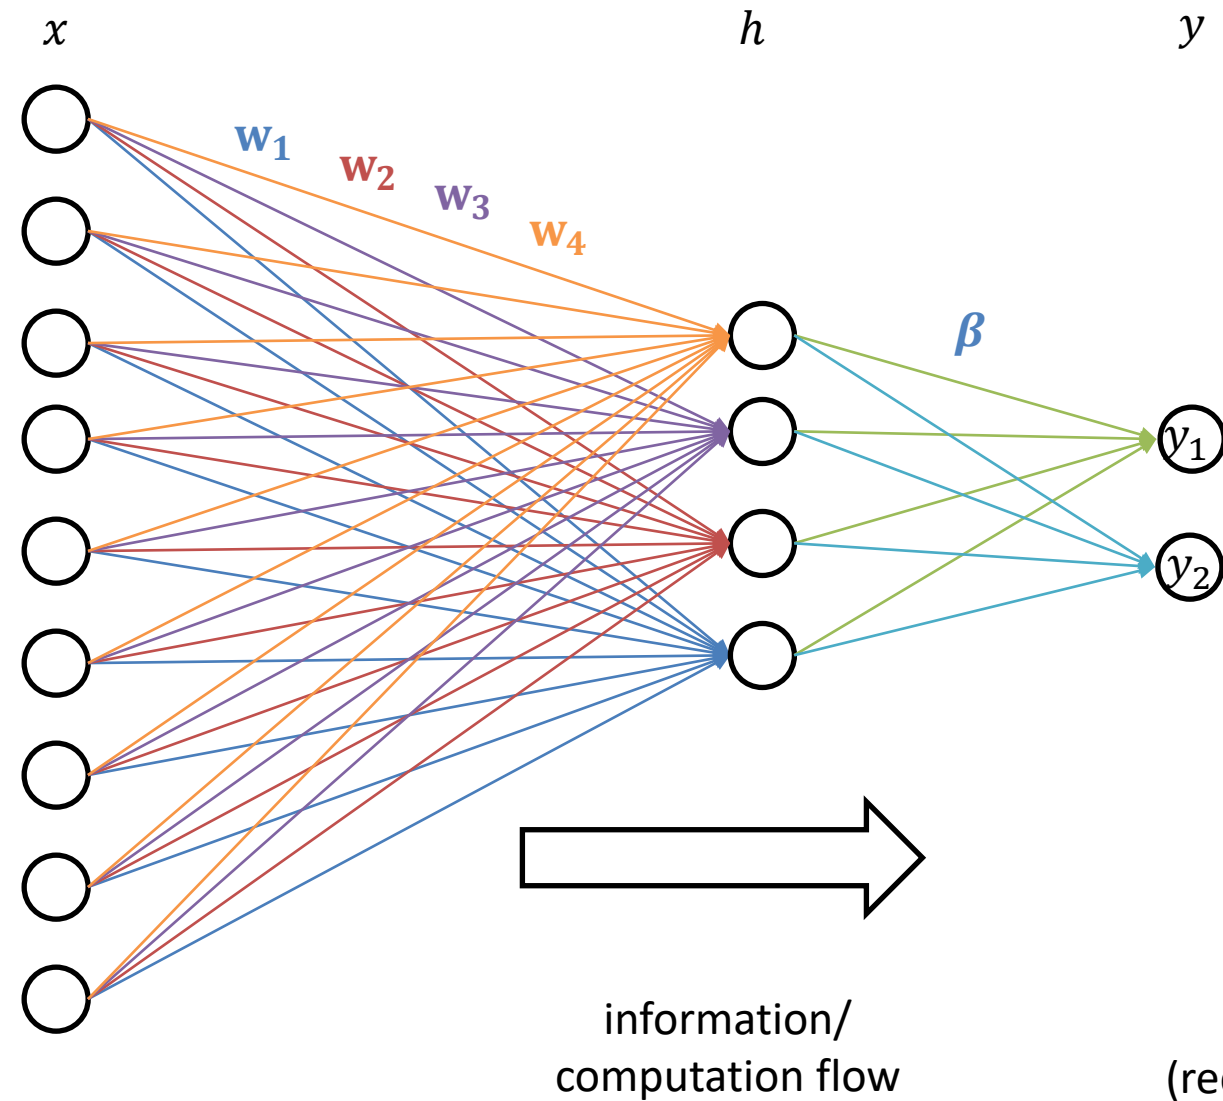 x h y
w₁
w₂
w₃
w₄
β
y₁
y₂
information/
computation flow